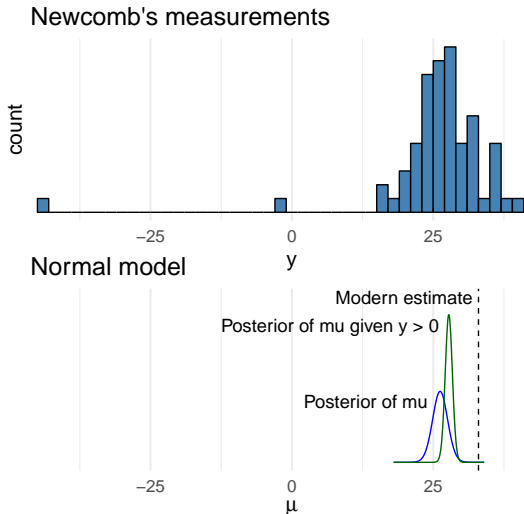 Newcomb's measurements
count
−25 0 25
y
Normal model
Modern estimate
Posterior of mu given y > 0
Posterior of mu
−25 0 25
μ